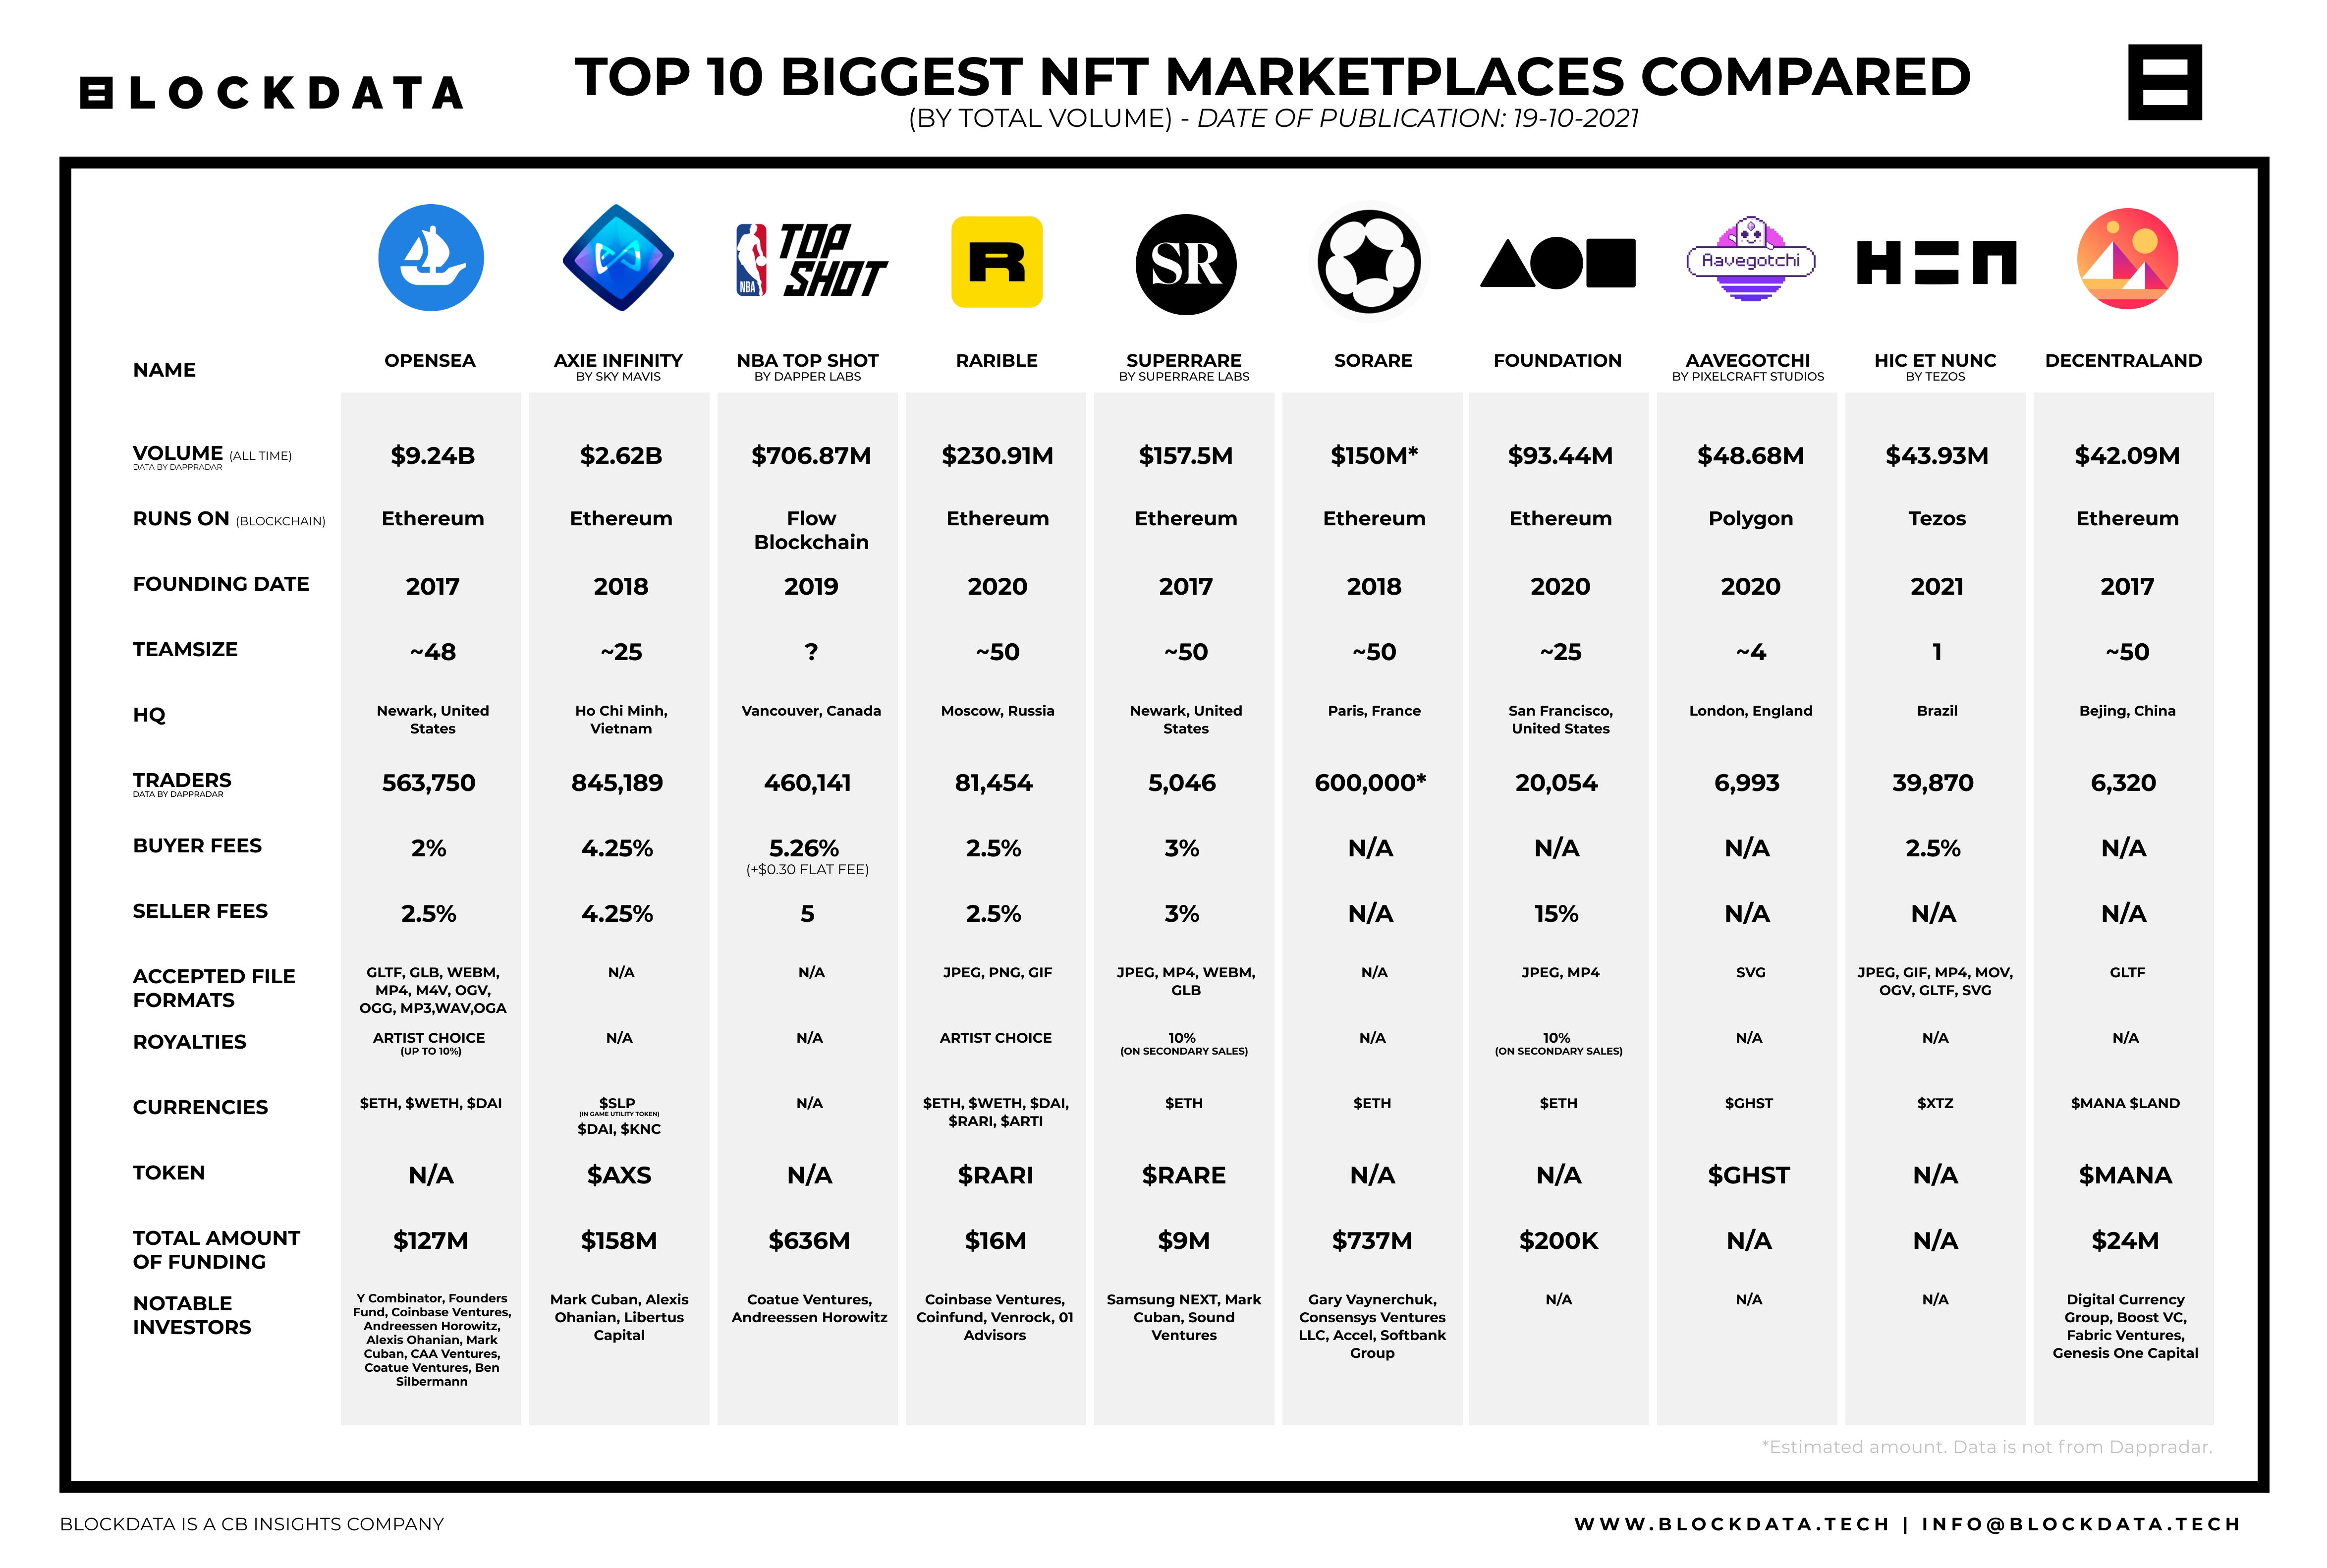 BLOCKDATA
TOP 10 BIGGEST NFT MARKETPLACES COMPARED
(BY TOTAL VOLUME) - DATE OF PUBLICATION: 19-10-2021
NBA TOP
SHOT
R
SR
Aavegotchi
H=N
NAME
OPENSEA
AXIE INFINITY
BY SKY MAVIS
NBA TOP SHOT
BY DAPPER LABS
RARIBLE
SUPERRARE
BY SUPERRARE LABS
SORARE
FOUNDATION
AAVEGOTCHI
BY PIXELCRAFT STUDIOS
HIC ET NUNC
BY TEZOS
DECENTRALAND
VOLUME (ALL TIME)
DATA BY DAPPRADAR
$9.24B
$2.62B
$706.87M
$230.91M
$157.5M
$150M*
$93.44M
$48.68M
$43.93M
$42.09M
RUNS ON (BLOCKCHAIN)
Ethereum
Ethereum
Flow
Blockchain
Ethereum
Ethereum
Ethereum
Ethereum
Polygon
Tezos
Ethereum
FOUNDING DATE
2017
2018
2019
2020
2017
2018
2020
2020
2021
2017
TEAMSIZE
~48
~25
?
~50
~50
~50
~25
~4
1
~50
HQ
Newark, United
States
Ho Chi Minh,
Vietnam
Vancouver, Canada
Moscow, Russia
Newark, United
States
Paris, France
San Francisco,
United States
London, England
Brazil
Bejing, China
TRADERS
DATA BY DAPPRADAR
563,750
845,189
460,141
81,454
5,046
600,000*
20,054
6,993
39,870
6,320
BUYER FEES
2%
4.25%
5.26%
(+$0.30 FLAT FEE)
2.5%
3%
N/A
N/A
N/A
2.5%
N/A
SELLER FEES
2.5%
4.25%
5
2.5%
3%
N/A
15%
N/A
N/A
N/A
ACCEPTED FILE
FORMATS
GLTF, GLB, WEBM,
MP4, M4V, OGV,
OGG, MP3,WAV,OGA
N/A
N/A
JPEG, PNG, GIF
JPEG, MP4, WEBM,
GLB
N/A
JPEG, MP4
SVG
JPEG, GIF, MP4, MOV,
OGV, GLTF, SVG
GLTF
ROYALTIES
ARTIST CHOICE
(UP TO 10%)
N/A
N/A
ARTIST CHOICE
10%
(ON SECONDARY SALES)
N/A
10%
(ON SECONDARY SALES)
N/A
N/A
N/A
CURRENCIES
$ETH, $WETH, $DAI
$SLP
(IN GAME UTILITY TOKEN)
$DAI, $KNC
N/A
$ETH, $WETH, $DAI,
$RARI, $ARTI
$ETH
$ETH
$ETH
$GHST
$XTZ
$MANA $LAND
TOKEN
N/A
$AXS
N/A
$RARI
$RARE
N/A
N/A
$GHST
N/A
$MANA
TOTAL AMOUNT
OF FUNDING
$127M
$158M
$636M
$16M
$9M
$737M
$200K
N/A
N/A
$24M
NOTABLE
INVESTORS
Y Combinator, Founders
Fund, Coinbase Ventures,
Andreessen Horowitz,
Alexis Ohanian, Mark
Cuban, CAA Ventures,
Coatue Ventures, Ben
Silbermann
Mark Cuban, Alexis
Ohanian, Libertus
Capital
Coatue Ventures,
Andreessen Horowitz
Coinbase Ventures,
Coinfund, Venrock, 01
Advisors
Samsung NEXT, Mark
Cuban, Sound
Ventures
Gary Vaynerchuk,
Consensys Ventures
LLC, Accel, Softbank
Group
N/A
N/A
N/A
Digital Currency
Group, Boost VC,
Fabric Ventures,
Genesis One Capital
*Estimated amount. Data is not from Dappradar.
BLOCKDATA IS A CB INSIGHTS COMPANY
WWW.BLOCKDATA.TECH | INFO@BLOCKDATA.TECH